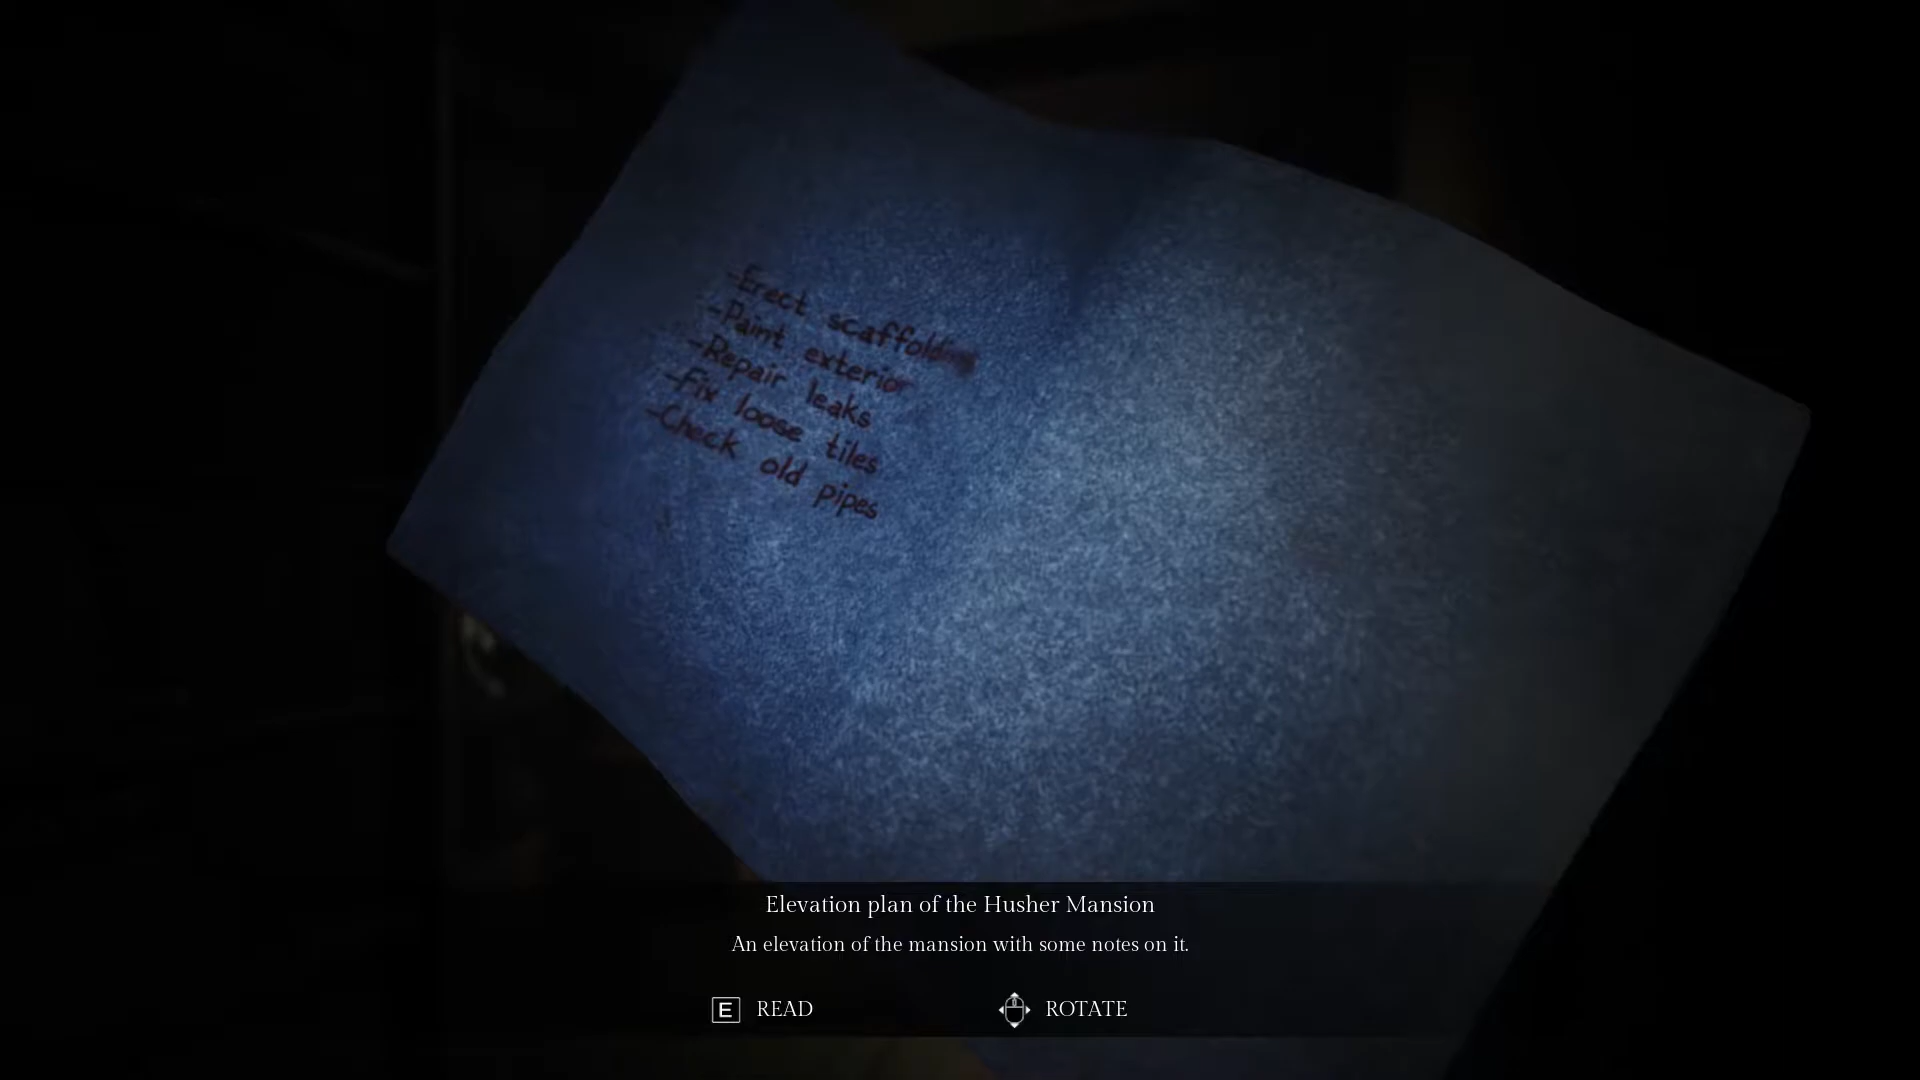 -Erect scaffolding
-Paint exterior
-Repair leaks
-Fix loose tiles
-Check old pipes
Elevation plan of the Husher Mansion
An elevation of the mansion with some notes on it.
E READ
ROTATE